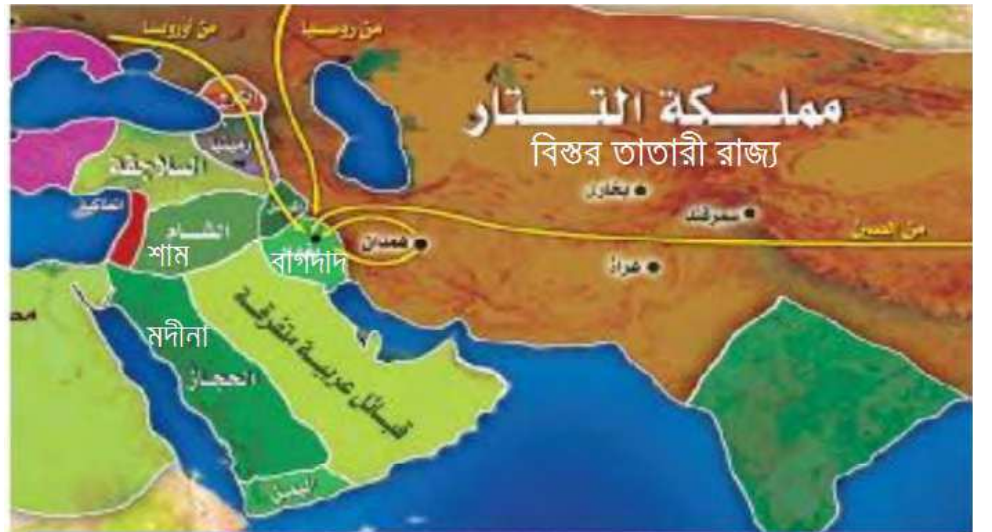 من أوروبا
من روسيا
مملكة التتار
বিস্তর তাতারী রাজ্য
السلاجقة
بخارى
سمرقند
من الصين
الشام
শাম
বাগদাদ
همدان
মদীনা
الحجاز
قبائل عربية متفرقة
اليمن